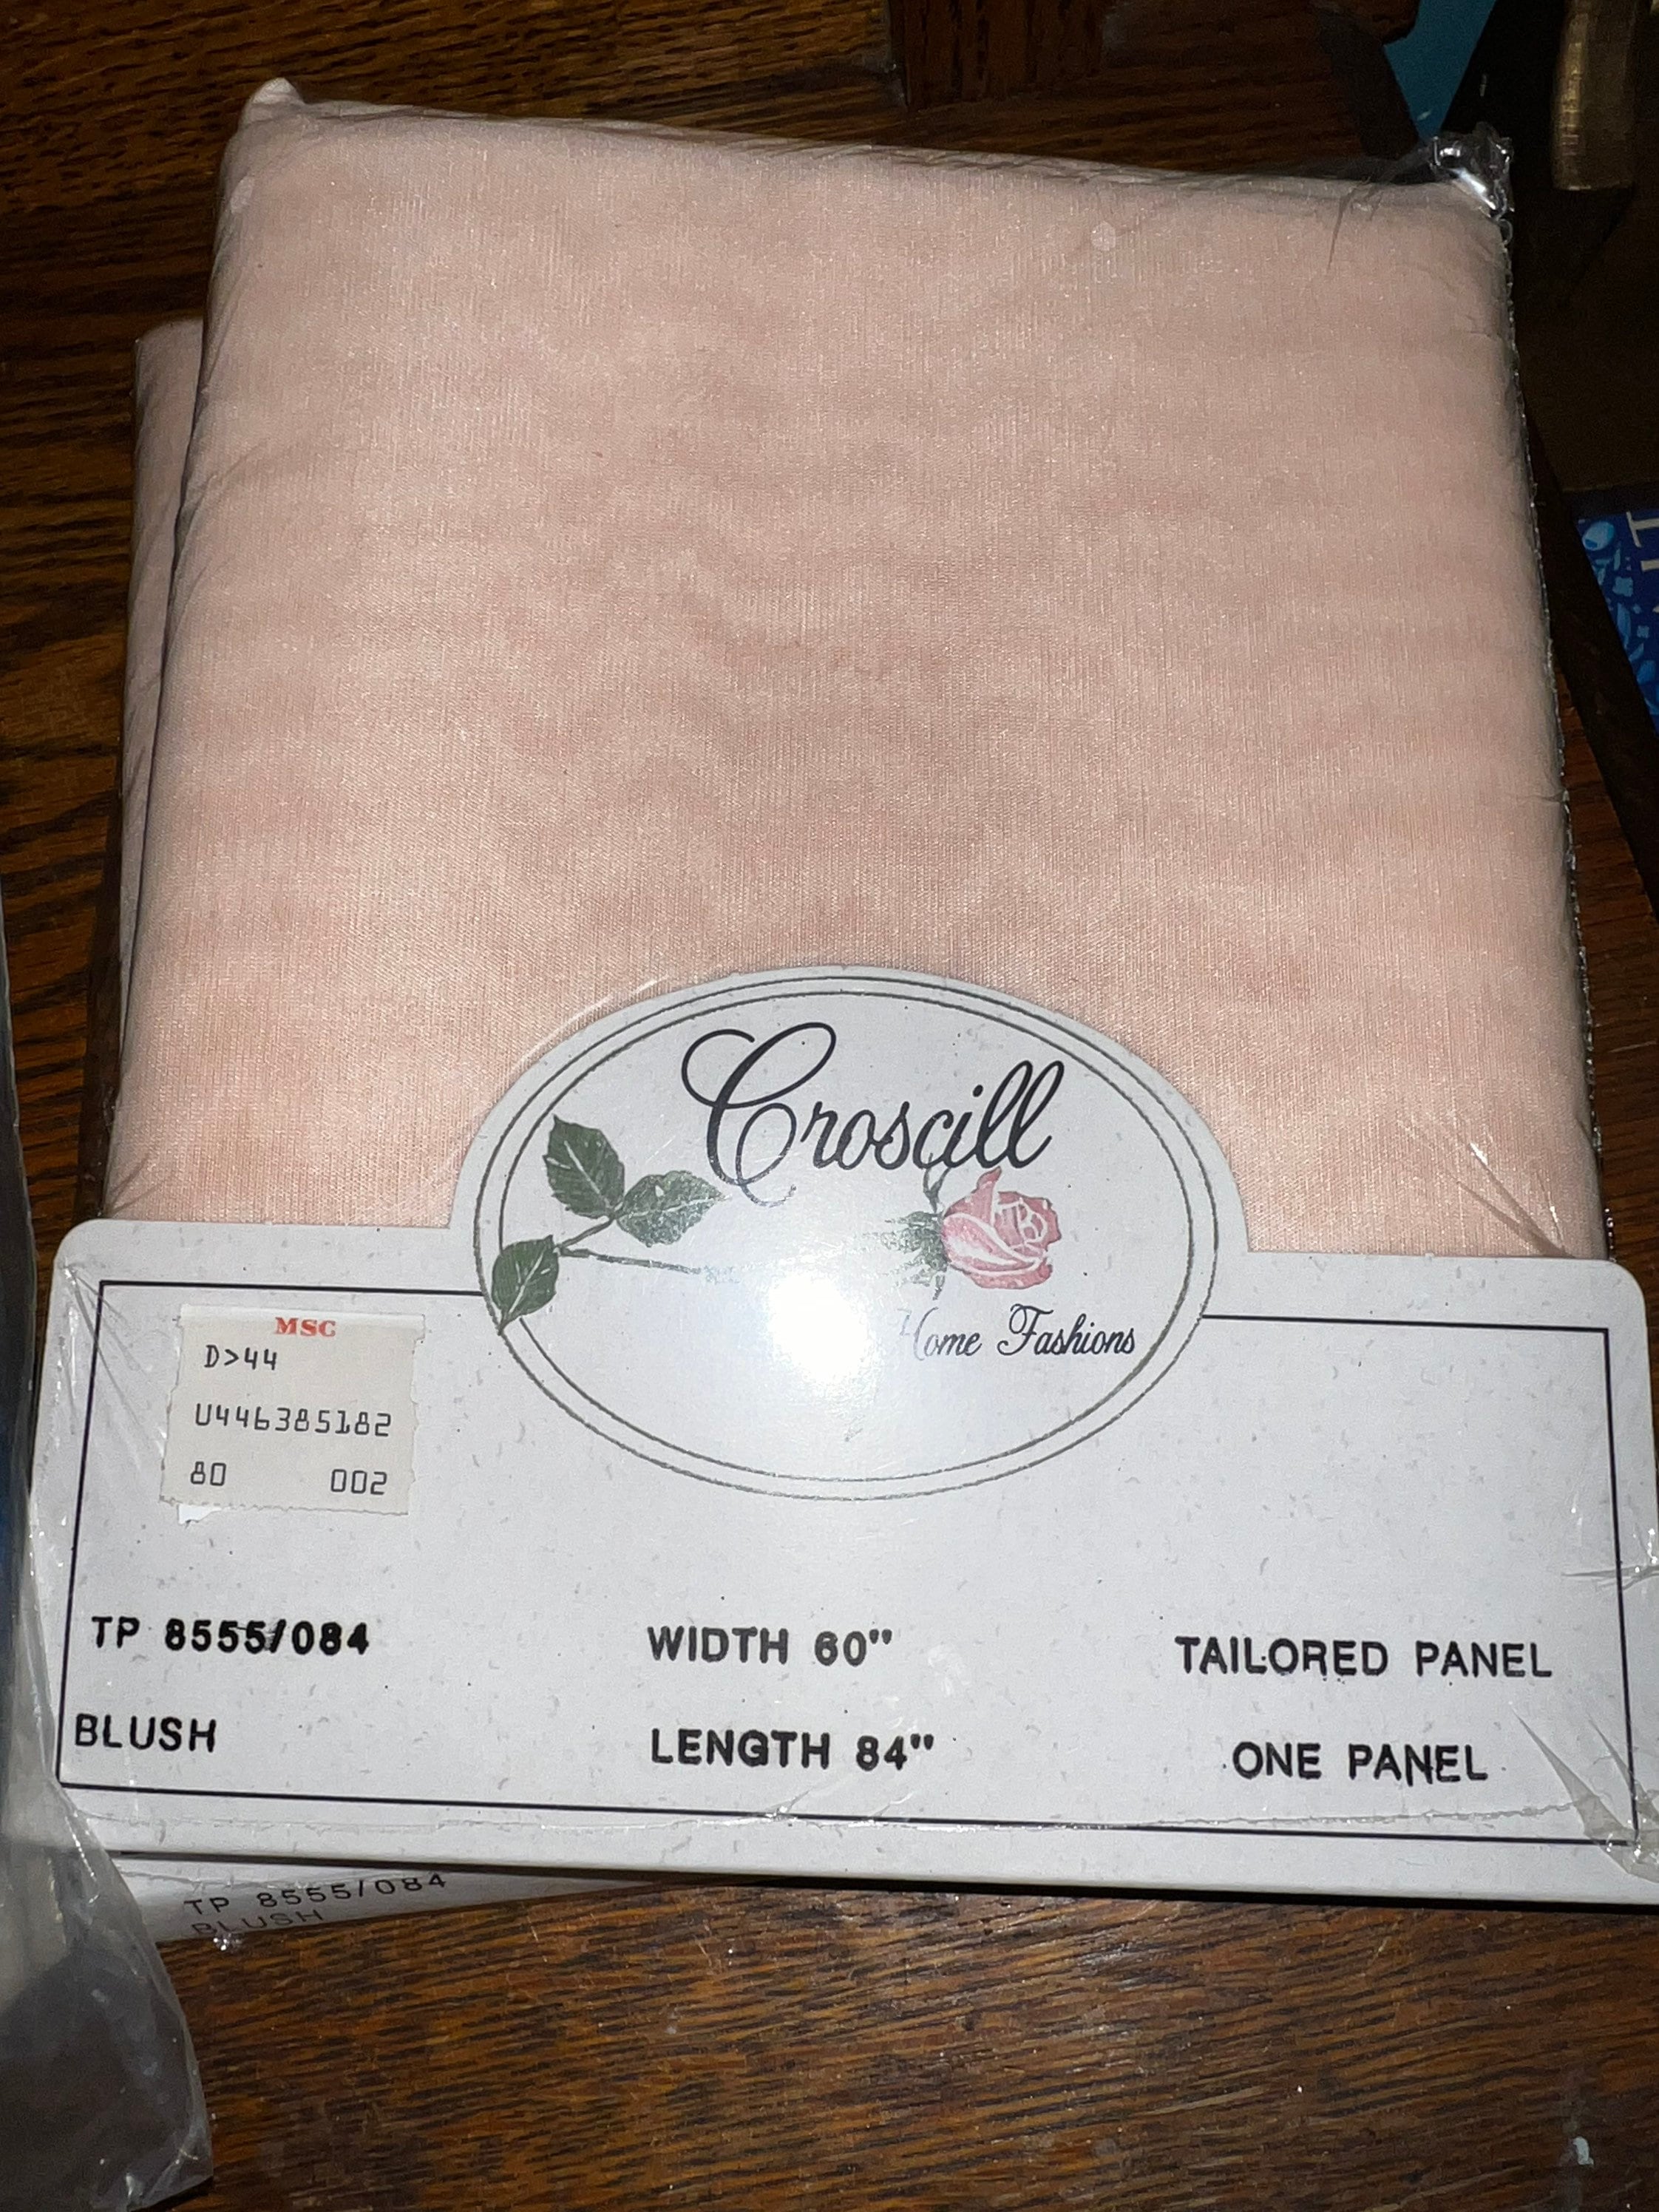 Croscill
Home Fashions
MSC
D>44
U446385182
80 002
TP 8555/084 WIDTH 60" TAILORED PANEL
BLUSH LENGTH 84" ONE PANEL
TP 8555/084
BLUSH